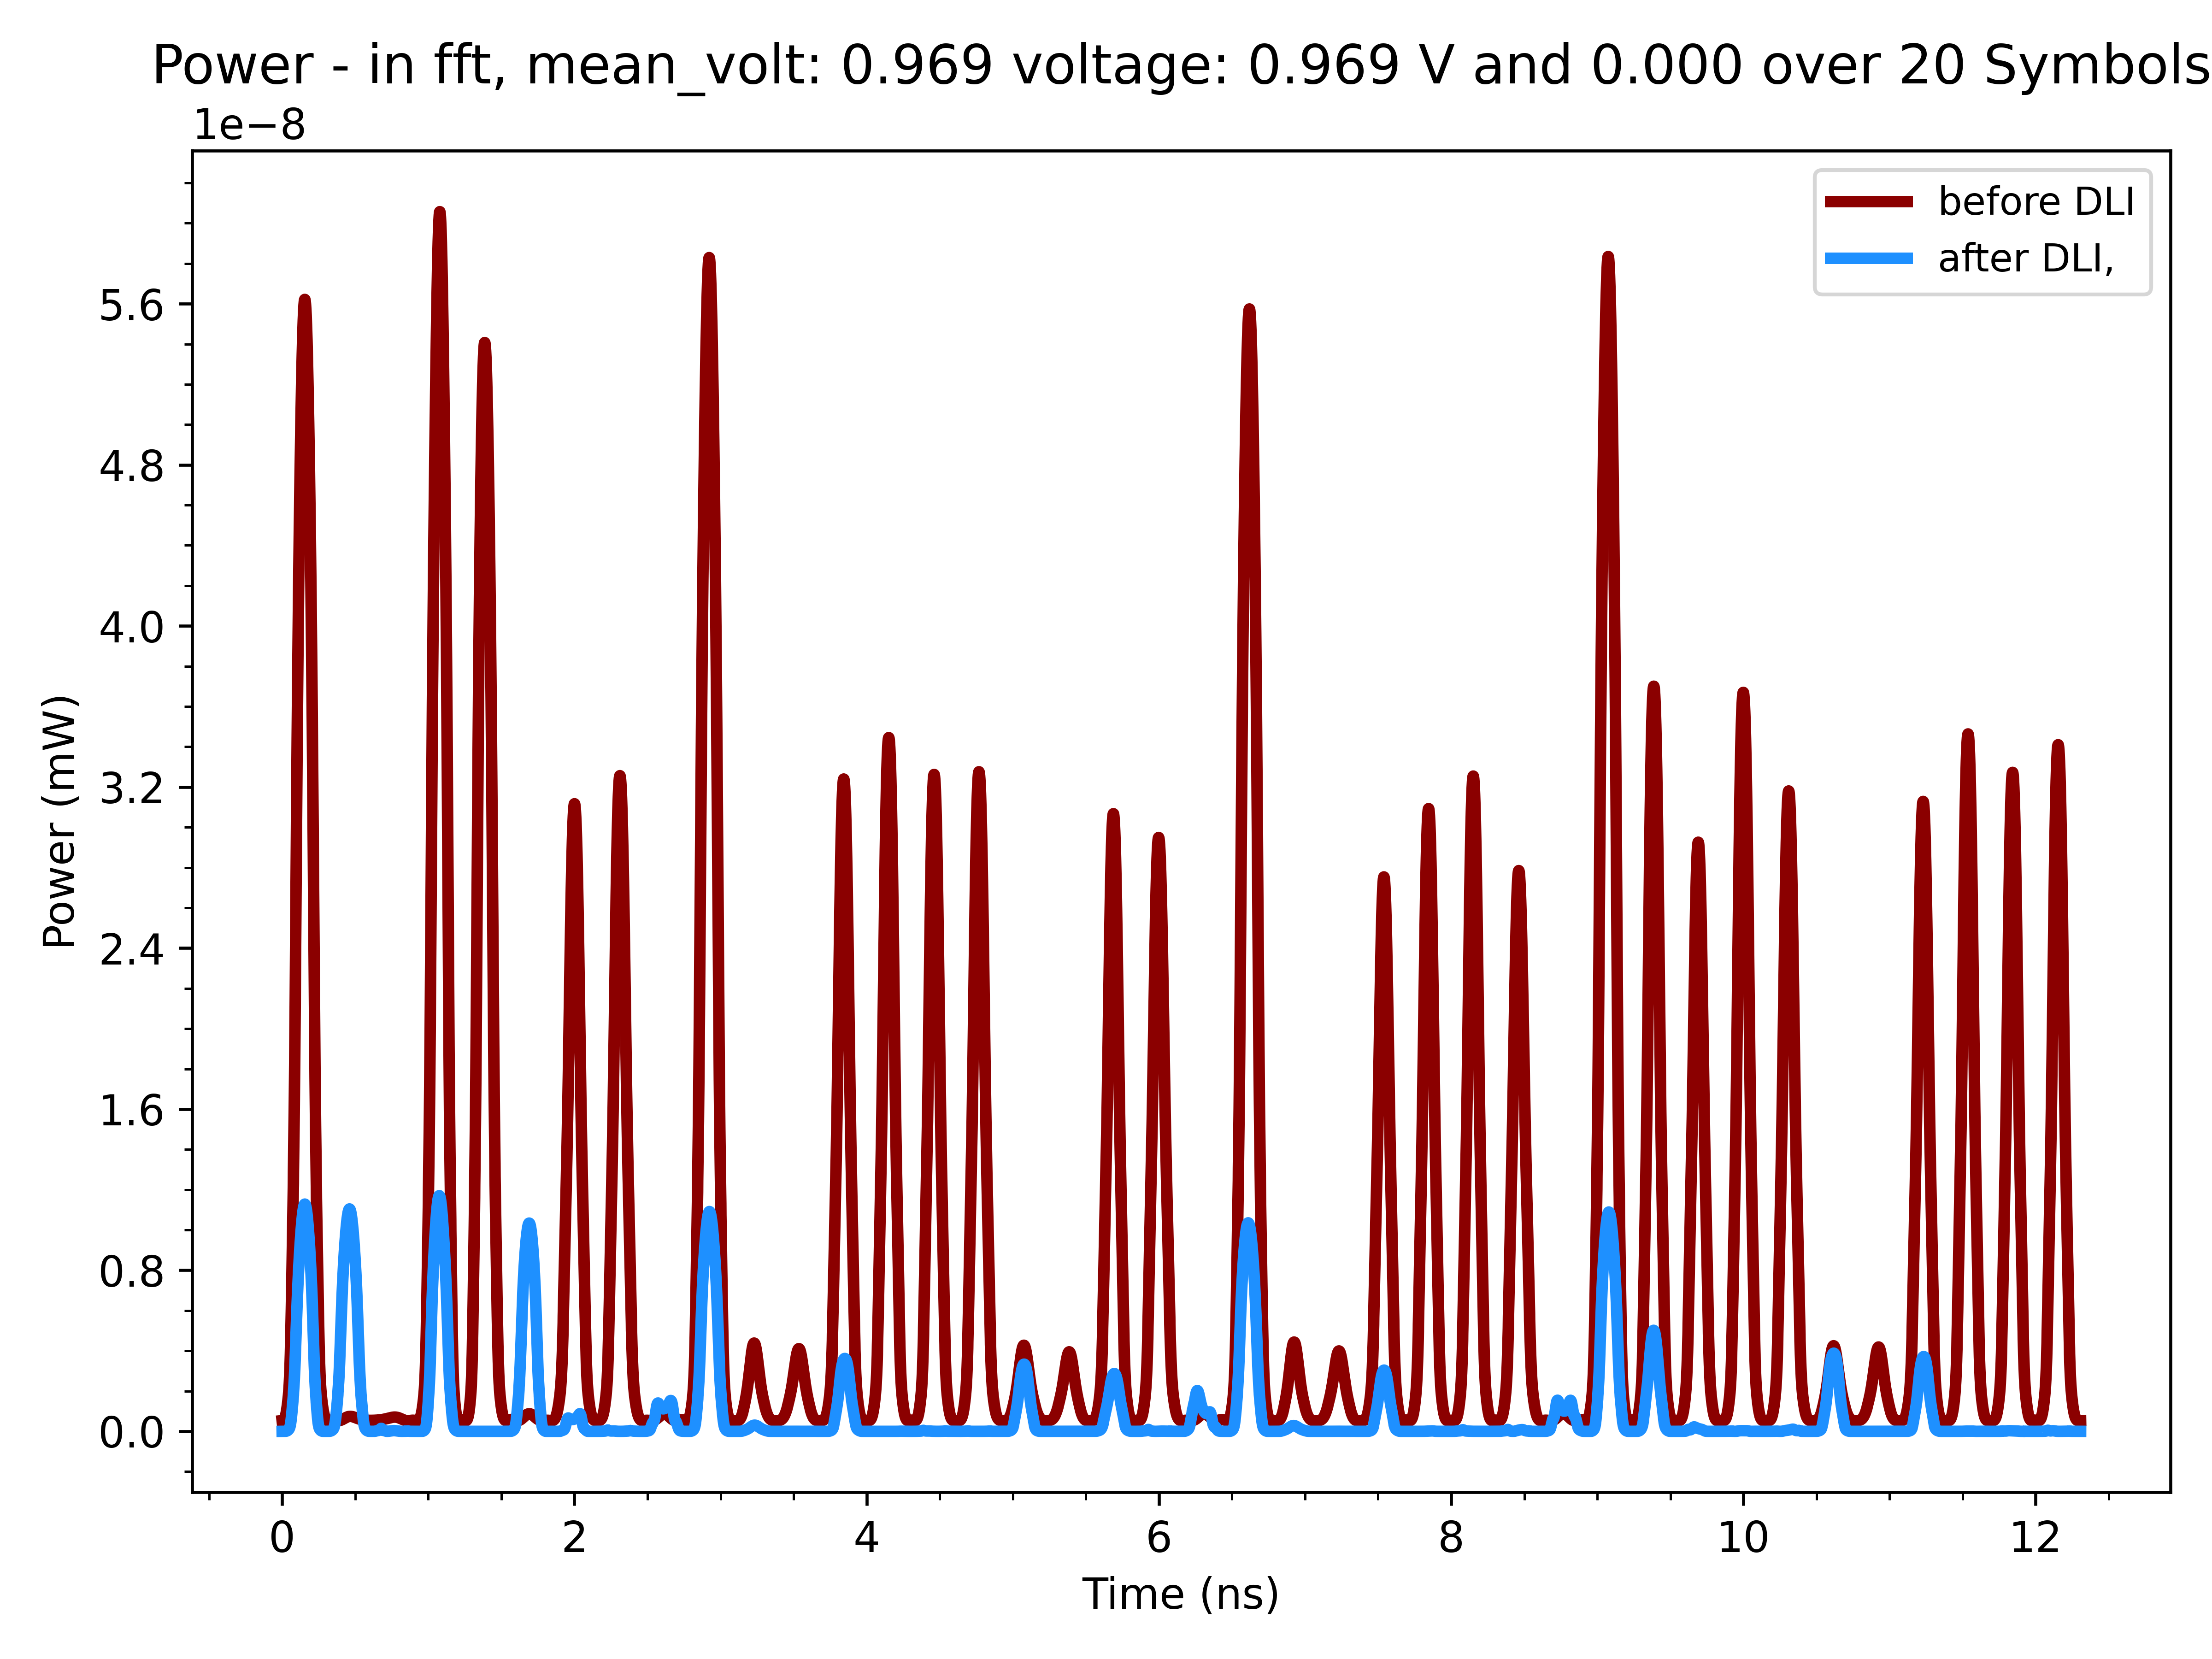 Power - in fft, mean_volt: 0.969 voltage: 0.969 V and 0.000 over 20 Symbols
1e−8
before DLI
after DLI,
5.6
4.8
4.0
3.2
2.4
1.6
0.8
0.0
Power (mW)
0 2 4 6 8 10 12
Time (ns)